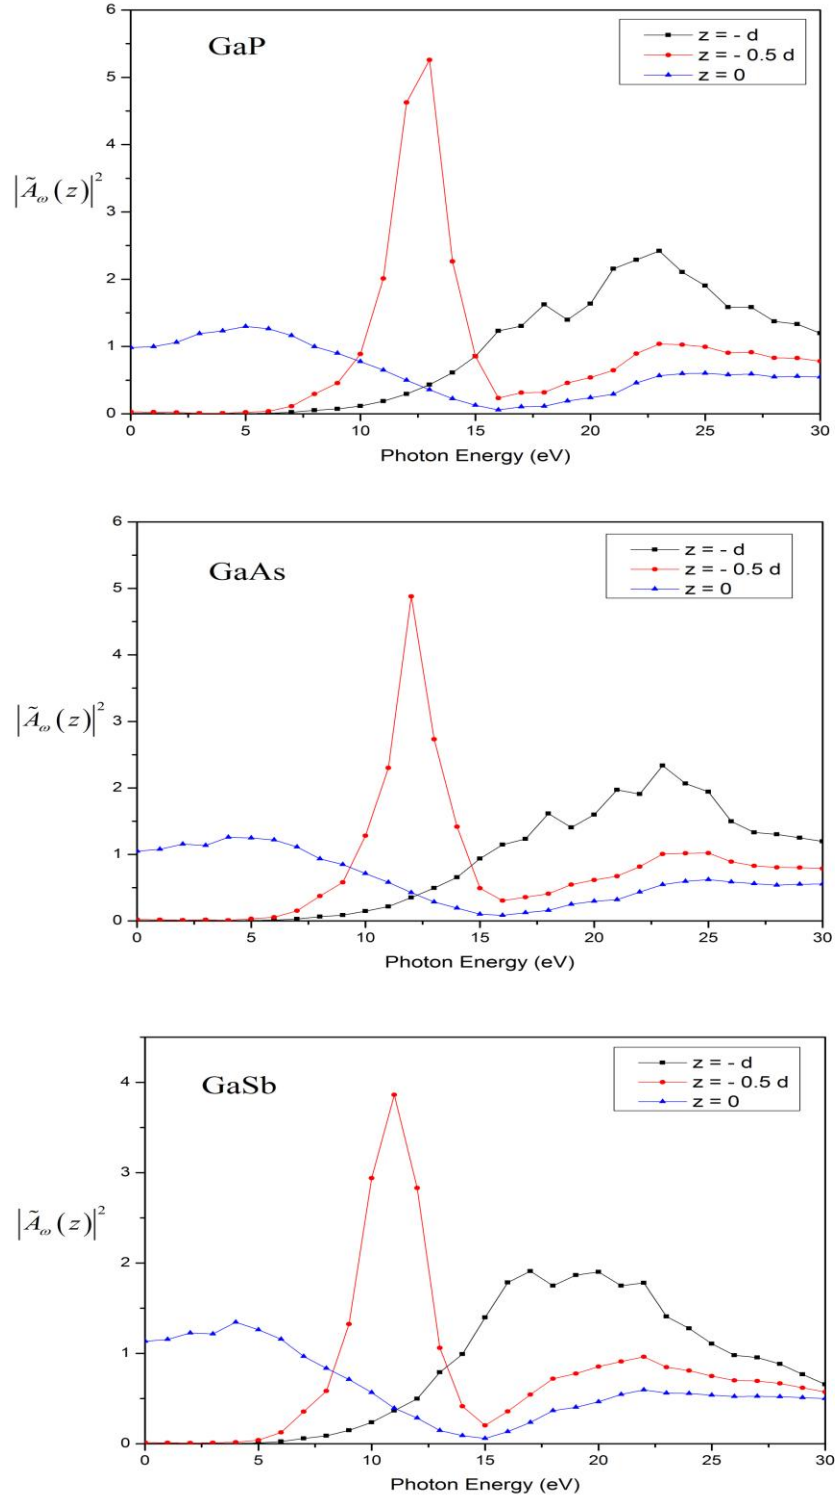 6
GaP
z = - d
z = - 0.5 d
z = 0
5
4
|Ã_ω(z)|²
3
2
1
0
0 5 10 15 20 25 30
Photon Energy (eV)
6
GaAs
z = - d
z = - 0.5 d
z = 0
5
4
|Ã_ω(z)|²
3
2
1
0
0 5 10 15 20 25 30
Photon Energy (eV)
GaSb
z = - d
z = - 0.5 d
z = 0
4
3
|Ã_ω(z)|²
2
1
0
0 5 10 15 20 25 30
Photon Energy (eV)